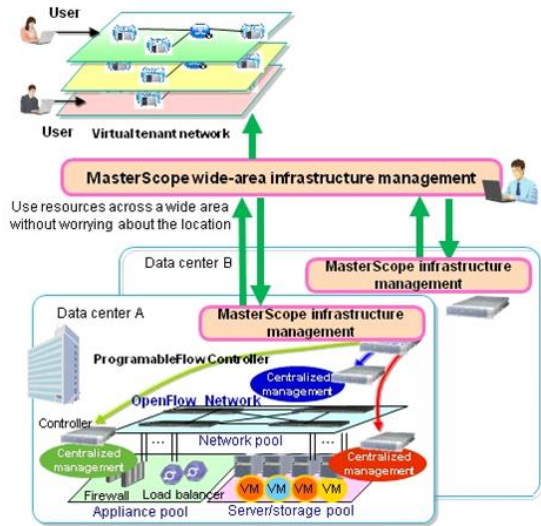 User
User
Virtual tenant network
MasterScope wide-area infrastructure management
Use resources across a wide area
without worrying about the location
Data center B
MasterScope infrastructure
management
Data center A
MasterScope infrastructure
management
ProgramableFlow Controller
Centralized
management
OpenFlow Network
Controller
Network pool
Centralized
management
Centralized
management
Firewall
Load balancer
VM
VM
VM
VM
Appliance pool
Server/storage pool